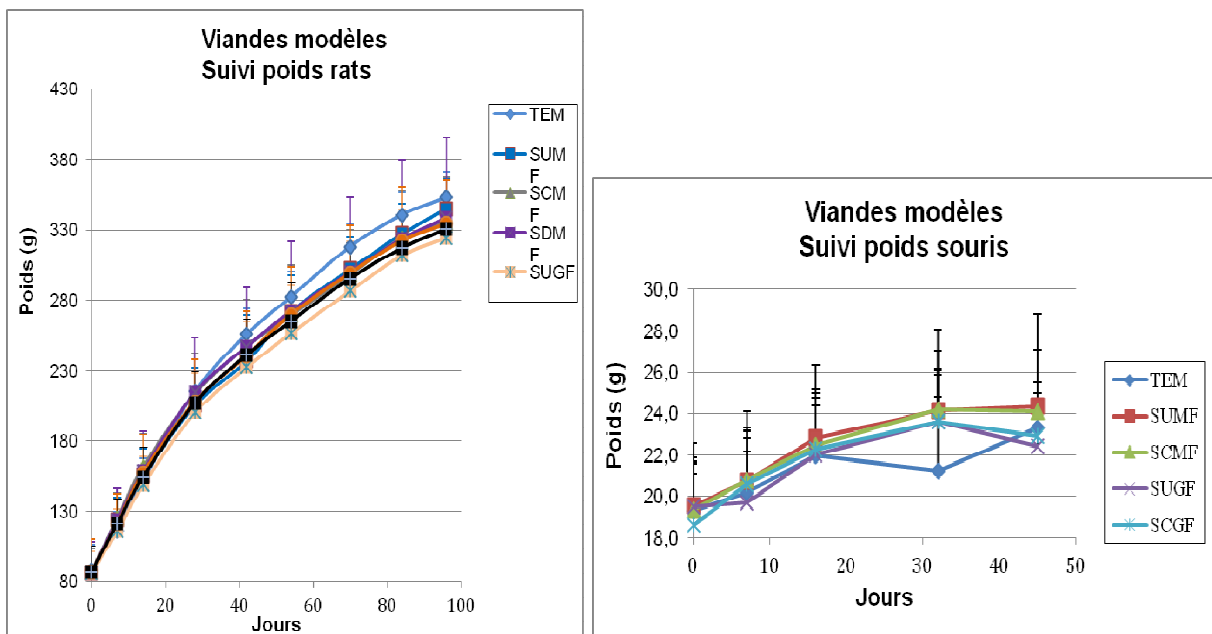 Viandes modèles
Suivi poids rats
Poids (g)
430
380
330
280
230
180
130
80
0 20 40 60 80 100
Jours
TEM
SUM
F
SCM
F
SDM
F
SUGF
Viandes modèles
Suivi poids souris
Poids (g)
30,0
28,0
26,0
24,0
22,0
20,0
18,0
0 10 20 30 40 50
Jours
TEM
SUMF
SCMF
SUGF
SCGF